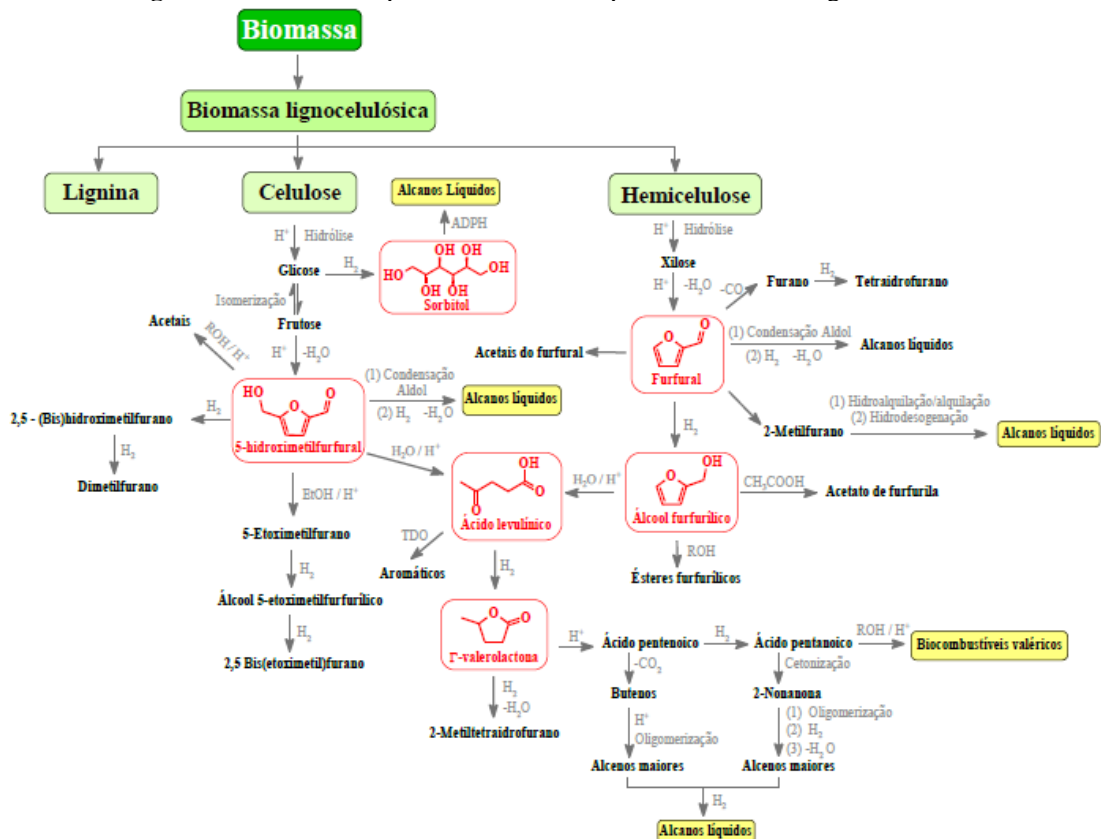 Biomassa
Biomassa lignocelulósica
Lignina
Celulose
Hemicelulose
Alcanos Líquidos
ADPH
H⁺ Hidrólise
Glicose
H₂
OH OH OH
HO
OH
OH OH
Sorbitol
Isomerização
Frutose
H⁺ -H₂O
Acetais
ROH / H⁺
HO
O
O
5-hidroximetilfurfural
H₂
2,5 - (Bis)hidroximetilfurano
H₂
Dimetilfurano
(1) Condensação
Aldol
(2) H₂ -H₂O
Alcanos líquidos
H₂O / H⁺
EtOH / H⁺
5-Etoximetilfurano
H₂
Álcool 5-etoximetilfurfurílico
H₂
2,5 Bis(etoximetil)furano
H⁺ Hidrólise
Xilose
H⁺ -H₂O
-CO
Furano
H₂
Tetraidrofurano
O
O
Furfural
Acetais do furfural
(1) Condensação Aldol
(2) H₂ -H₂O
Alcanos líquidos
2-Metilfurano
(1) Hidroalquilação/alquilação
(2) Hidrodesogenação
Alcanos líquidos
H₂
OH
O
Álcool furfurílico
CH₃COOH
Acetato de furfurila
ROH
Ésteres furfurílicos
H₂O / H⁺
OH
O
O
Ácido levulínico
TDO
Aromáticos
H₂
O
O
Γ-valerolactona
H₂
-H₂O
2-Metiltetraidrofurano
H⁺
Ácido pentenoico
H₂
Ácido pentanoico
ROH / H⁺
Biocombustíveis valéricos
-CO₂
Butenos
H⁺
Oligomerização
Alcenos maiores
Cetonização
2-Nonanona
(1) Oligomerização
(2) H₂
(3) -H₂O
Alcenos maiores
H₂
Alcanos líquidos